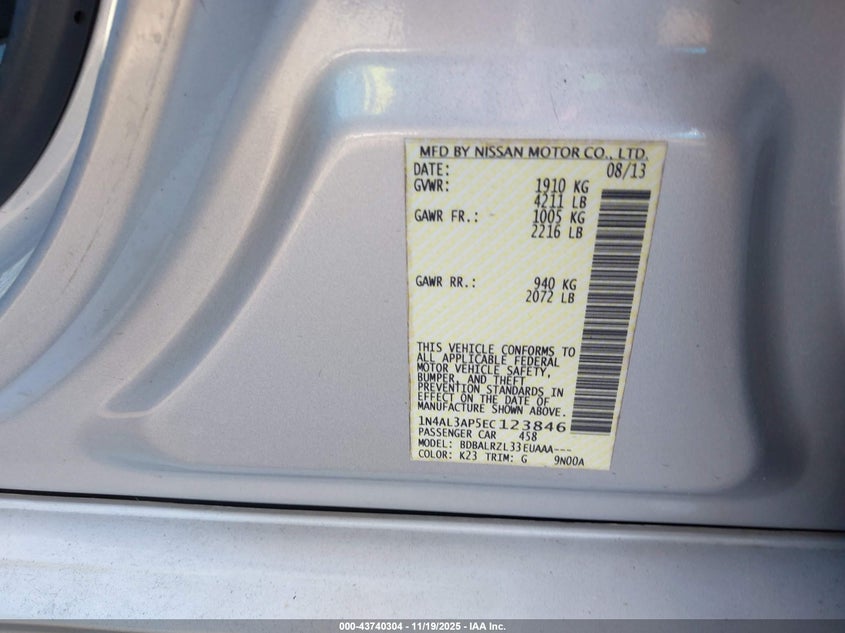 MFD BY NISSAN MOTOR CO., LTD.
DATE: 08/13
GVWR: 1910 KG
4211 LB
GAWR FR.: 1005 KG
2216 LB
GAWR RR.: 940 KG
2072 LB
THIS VEHICLE CONFORMS TO
ALL APPLICABLE FEDERAL
MOTOR VEHICLE SAFETY,
BUMPER, AND THEFT
PREVENTION STANDARDS IN
EFFECT ON THE DATE OF
MANUFACTURE SHOWN ABOVE.
1N4AL3AP5EC123846
PASSENGER CAR 458
MODEL: BDBALRZL33EUAAA---
COLOR: K23 TRIM: G 9N00A
000-43740304 - 11/19/2025 - IAA Inc.